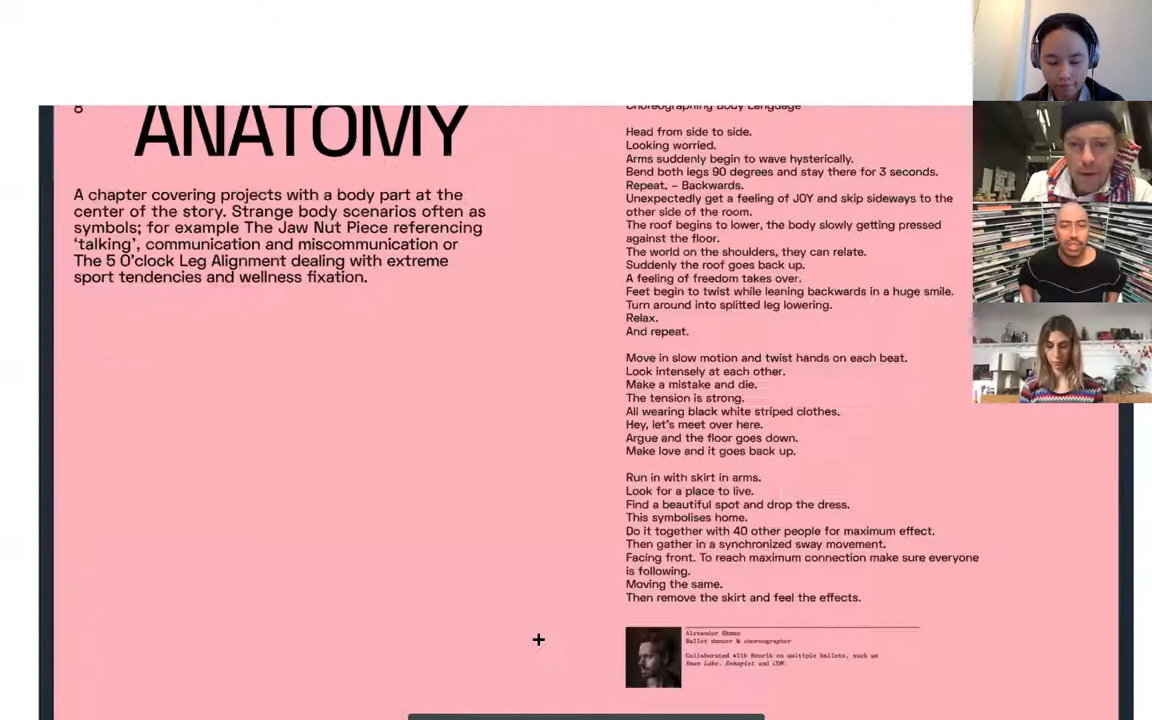 8
ANATOMY
A chapter covering projects with a body part at the
center of the story. Strange body scenarios often as
symbols; for example The Jaw Nut Piece referencing
‘talking’, communication and miscommunication or
The 5 O’clock Leg Alignment dealing with extreme
sport tendencies and wellness fixation.
Choreographing Body Language
Head from side to side.
Looking worried.
Arms suddenly begin to wave hysterically.
Bend both legs 90 degrees and stay there for 3 seconds.
Repeat. – Backwards.
Unexpectedly get a feeling of JOY and skip sideways to the
other side of the room.
The roof begins to lower, the body slowly getting pressed
against the floor.
The world on the shoulders, they can relate.
Suddenly the roof goes back up.
A feeling of freedom takes over.
Feet begin to twist while leaning backwards in a huge smile.
Turn around into splitted leg lowering.
Relax.
And repeat.
Move in slow motion and twist hands on each beat.
Look intensely at each other.
Make a mistake and die.
The tension is strong.
All wearing black white striped clothes.
Hey, let’s meet over here.
Argue and the floor goes down.
Make love and it goes back up.
Run in with skirt in arms.
Look for a place to live.
Find a beautiful spot and drop the dress.
This symbolises home.
Do it together with 40 other people for maximum effect.
Then gather in a synchronized sway movement.
Facing front. To reach maximum connection make sure everyone
is following.
Moving the same.
Then remove the skirt and feel the effects.
Alexander Ekman
Ballet dancer & choreographer
Collaborated with Henrik on multiple ballets, such as
Swan Lake, Eskapist and COW.